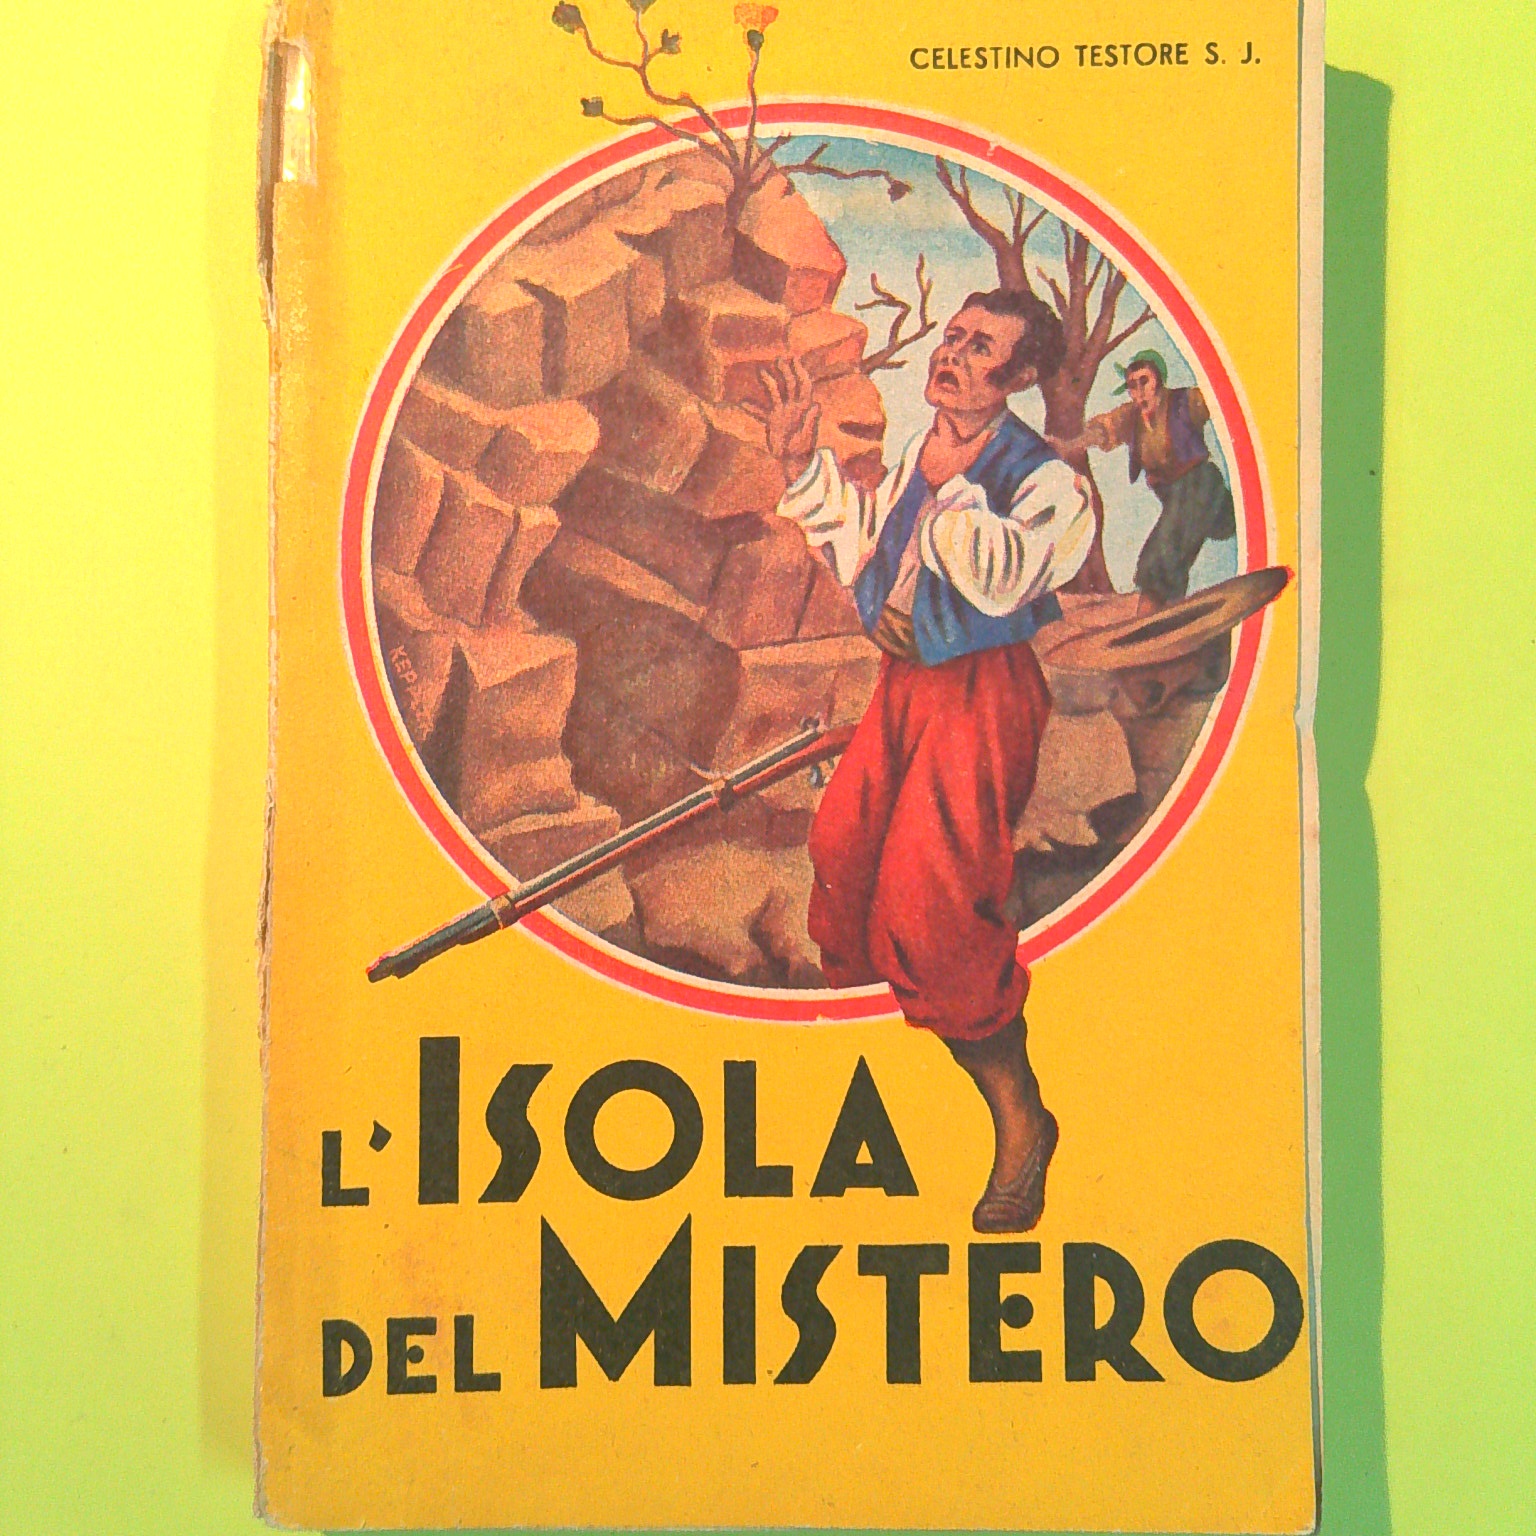 CELESTINO TESTORE S. J.
L'ISOLA
DEL MISTERO